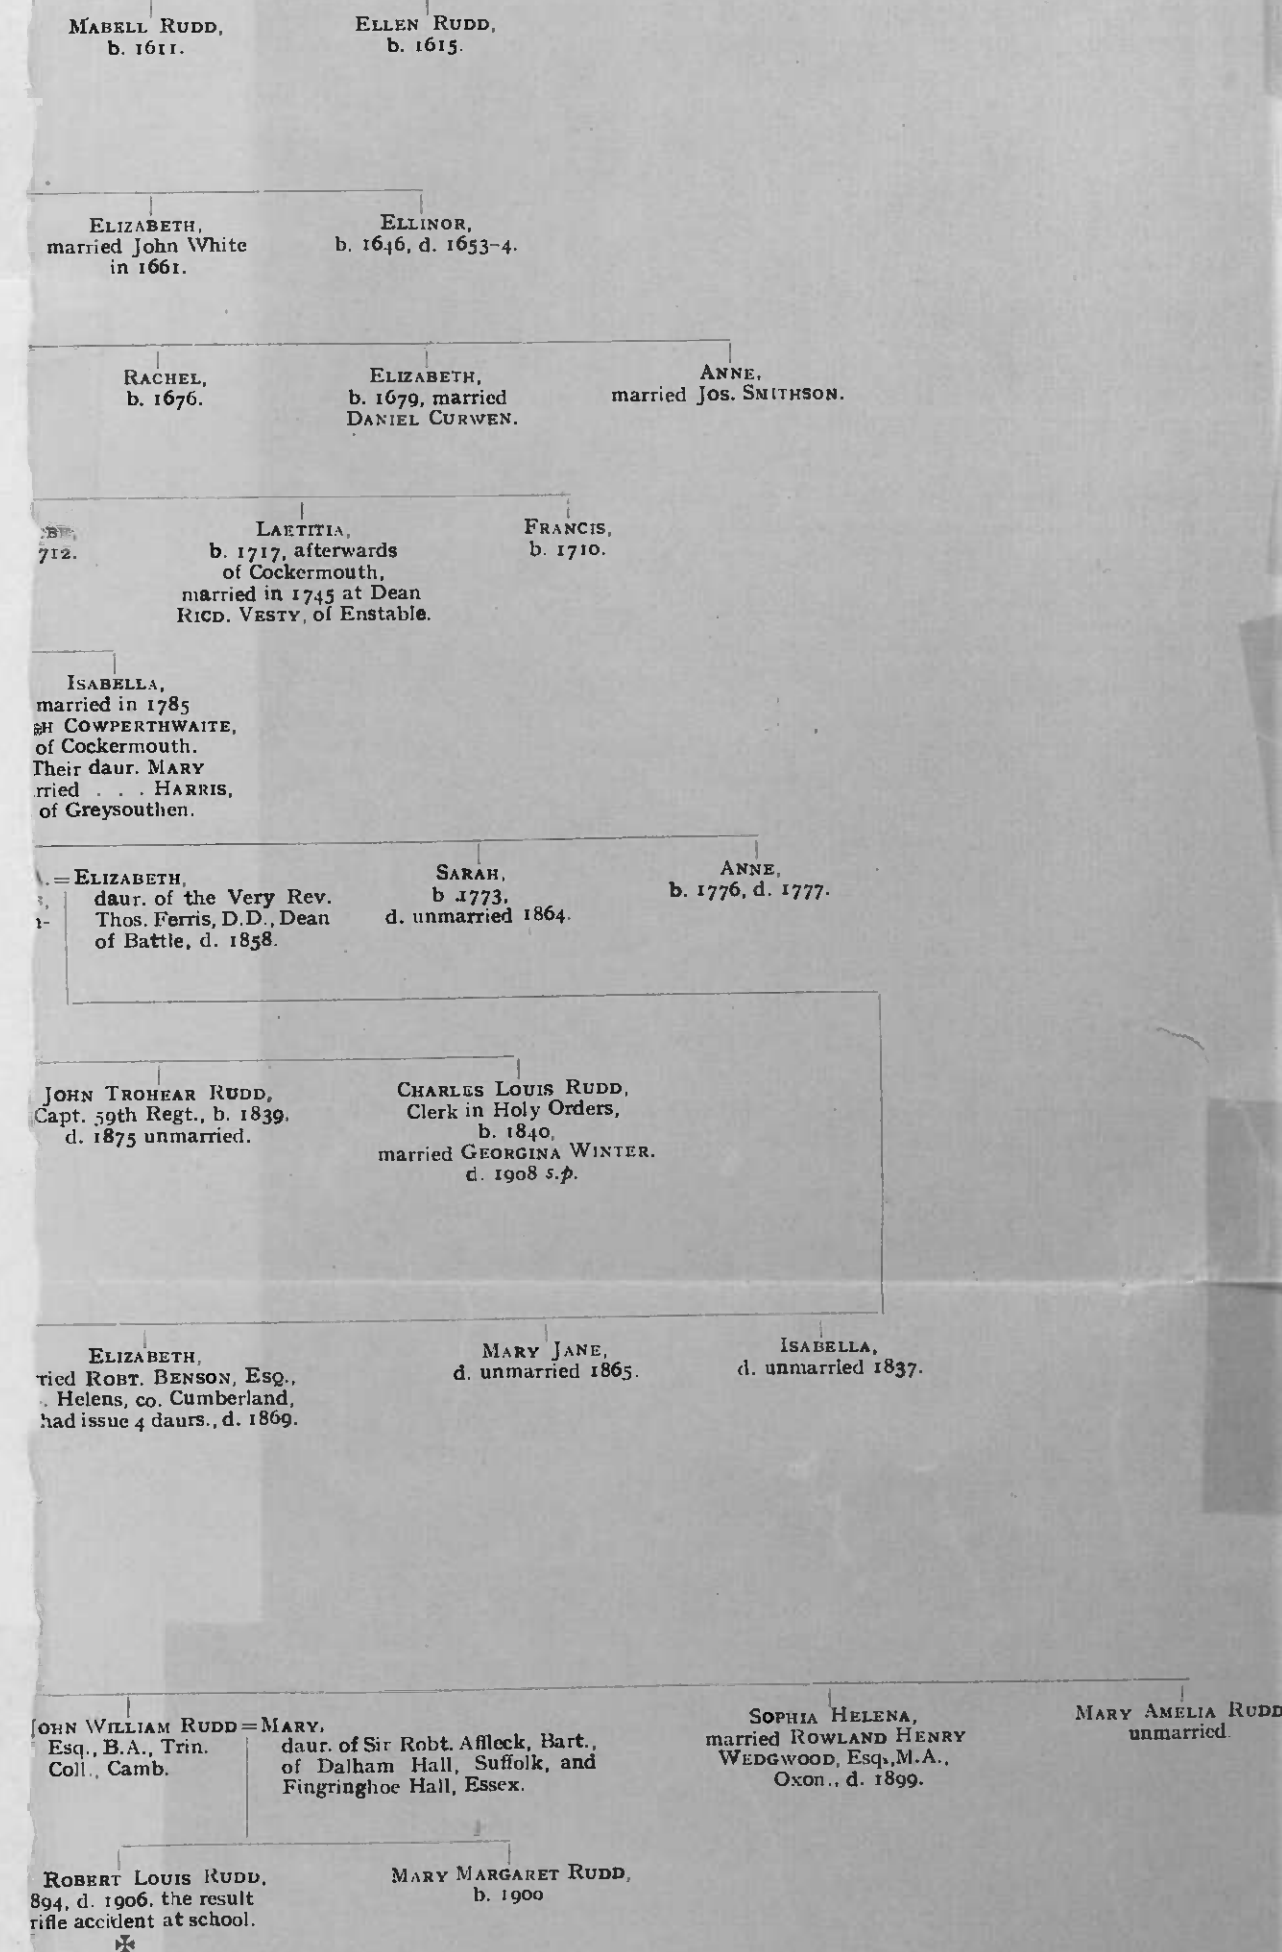 MABELL RUDD,
b. 1611.
ELLEN RUDD,
b. 1615.
ELIZABETH,
married John White
in 1661.
ELLINOR,
b. 1646, d. 1653-4.
RACHEL,
b. 1676.
ELIZABETH,
b. 1679, married
DANIEL CURWEN.
ANNE,
married JOS. SMITHSON.
712.
LAETITIA,
b. 1717, afterwards
of Cockermouth,
married in 1745 at Dean
RICD. VESTY, of Enstable.
FRANCIS,
b. 1710.
ISABELLA,
married in 1785
H COWPERTHWAITE,
of Cockermouth.
Their daur. MARY
rried . . . HARRIS,
of Greysouthen.
. = ELIZABETH,
daur. of the Very Rev.
Thos. Ferris, D.D., Dean
of Battle, d. 1858.
SARAH,
b 1773,
d. unmarried 1864.
ANNE,
b. 1776, d. 1777.
JOHN TROHEAR RUDD,
Capt. 59th Regt., b. 1839,
d. 1875 unmarried.
CHARLES LOUIS RUDD,
Clerk in Holy Orders,
b. 1840,
married GEORGINA WINTER.
d. 1908 s.p.
ELIZABETH,
ried ROBT. BENSON, ESQ.,
. Helens, co. Cumberland,
had issue 4 daurs., d. 1869.
MARY JANE,
d. unmarried 1865.
ISABELLA,
d. unmarried 1837.
JOHN WILLIAM RUDD = MARY,
Esq., B.A., Trin.
Coll., Camb.
daur. of Sir Robt. Affleck, Bart.,
of Dalham Hall, Suffolk, and
Fingringhoe Hall, Essex.
SOPHIA HELENA,
married ROWLAND HENRY
WEDGWOOD, Esq., M.A.,
Oxon., d. 1899.
MARY AMELIA RUDD
unmarried.
ROBERT LOUIS RUDD,
894, d. 1906, the result
rifle accident at school.
MARY MARGARET RUDD,
b. 1900